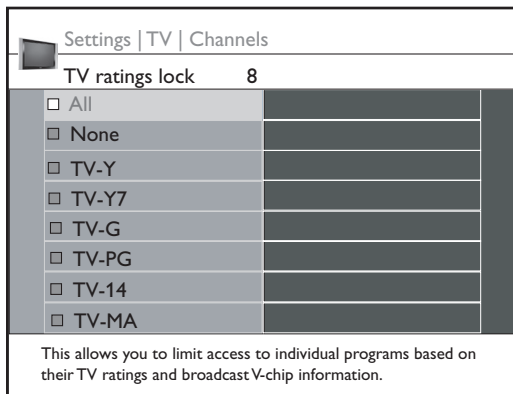 Settings | TV | Channels
TV ratings lock 8
All
None
TV-Y
TV-Y7
TV-G
TV-PG
TV-14
TV-MA
This allows you to limit access to individual programs based on
their TV ratings and broadcast V-chip information.